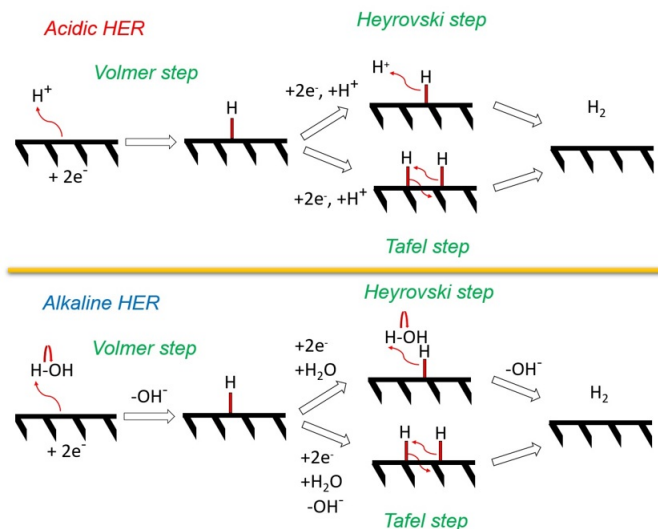 Acidic HER
Heyrovski step
Volmer step
H⁺
+ 2e⁻
H
+2e⁻, +H⁺
H⁺
H
H₂
+2e⁻, +H⁺
H H
Tafel step
Alkaline HER
Heyrovski step
Volmer step
H-OH
+ 2e⁻
-OH⁻
H
+2e⁻
+H₂O
H-OH
H
-OH⁻
H₂
+2e⁻
+H₂O
-OH⁻
H H
Tafel step